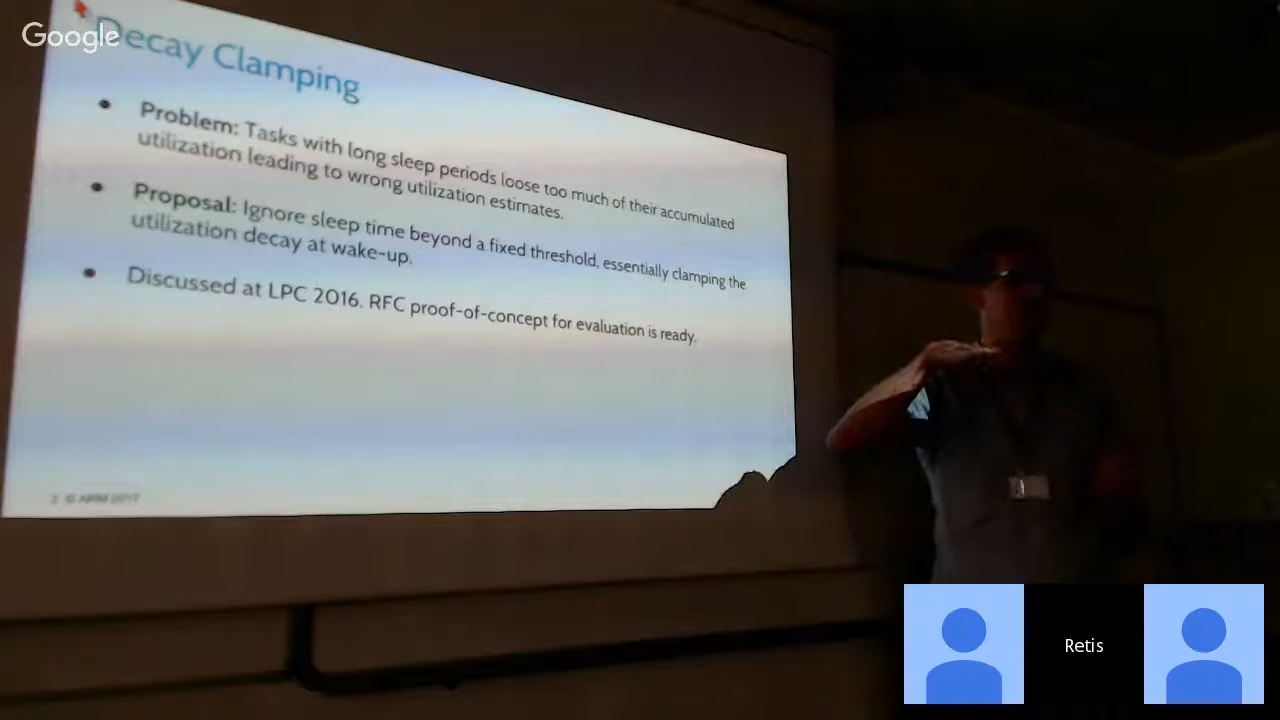 Google
Decay Clamping
Problem: Tasks with long sleep periods loose too much of their accumulated
utilization leading to wrong utilization estimates.
Proposal: Ignore sleep time beyond a fixed threshold, essentially clamping the
utilization decay at wake-up.
Discussed at LPC 2016. RFC proof-of-concept for evaluation is ready.
© ARM 2017
Retis